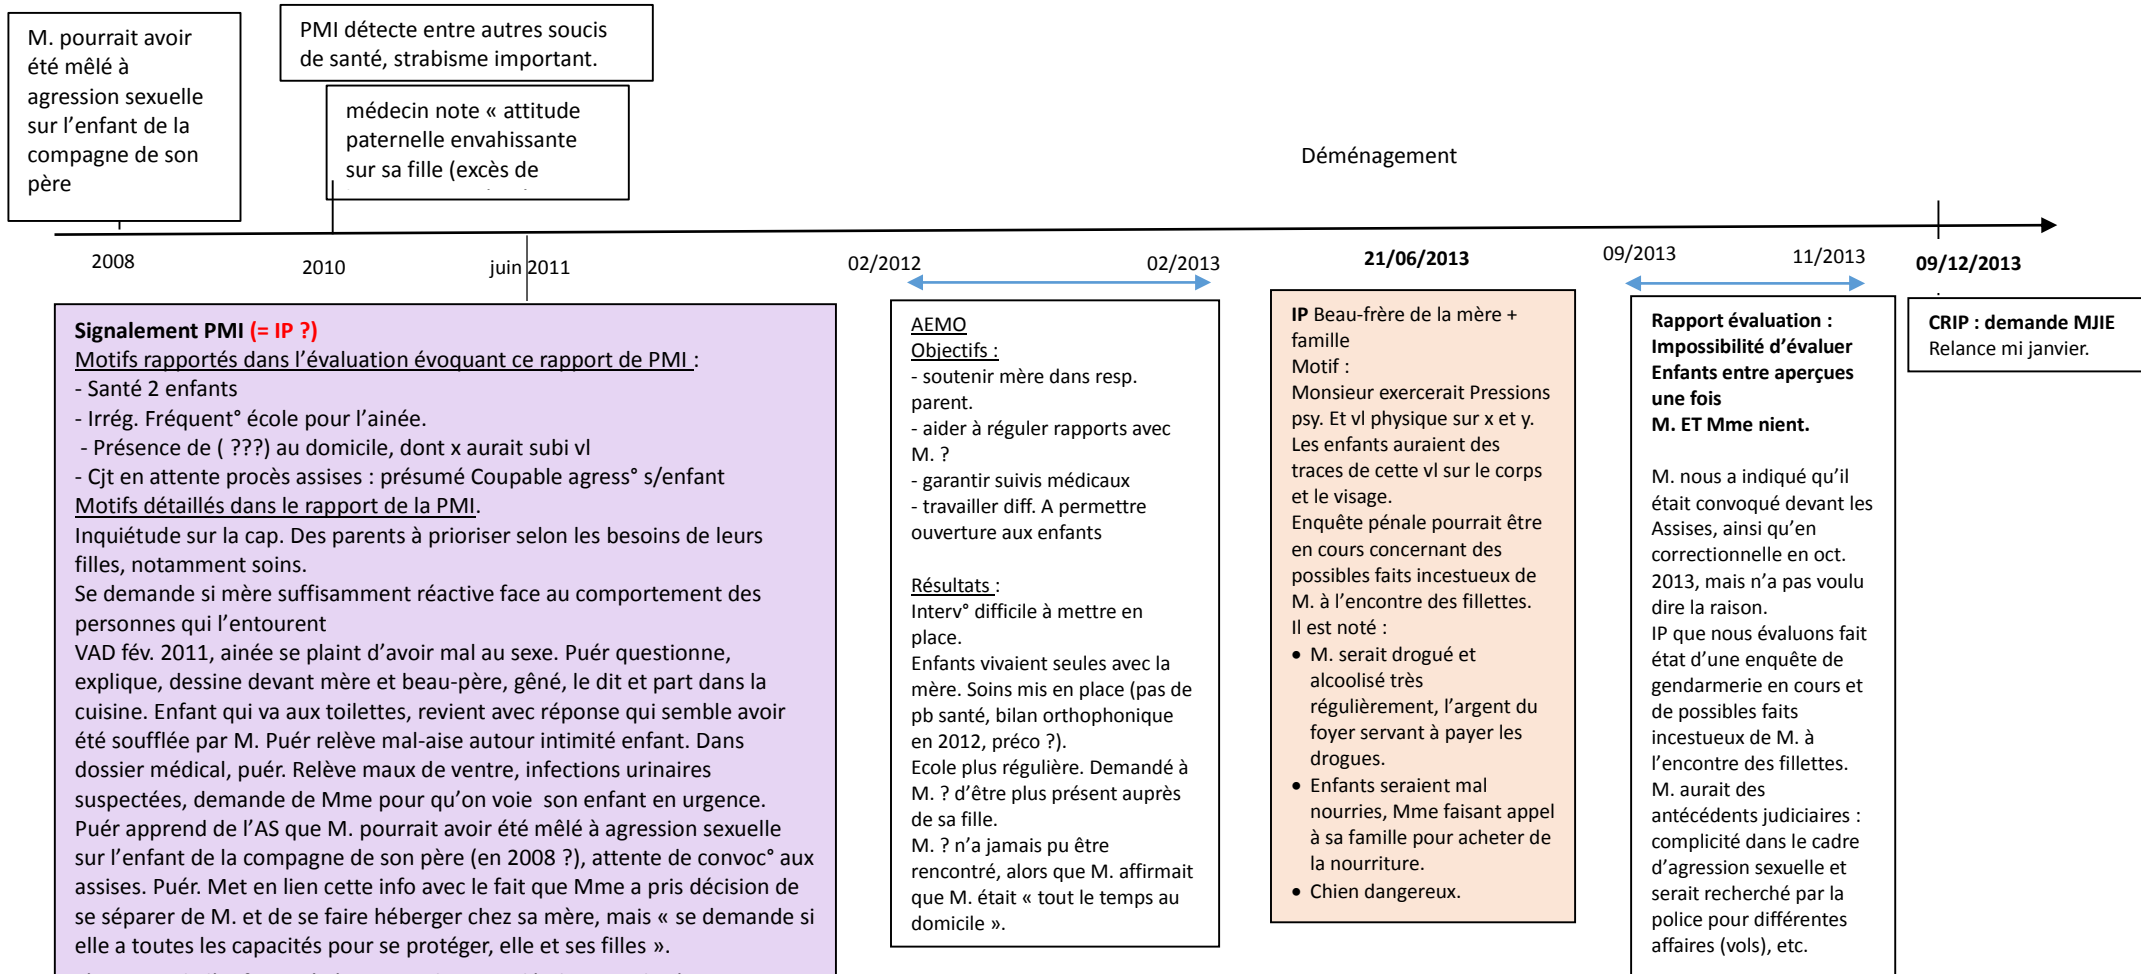 M. pourrait avoir
été mêlé à
agression sexuelle
sur l’enfant de la
compagne de son
père
PMI détecte entre autres soucis
de santé, strabisme important.
médecin note « attitude
paternelle envahissante
sur sa fille (excès de
Déménagement
2008
2010
juin 2011
02/2012
02/2013
21/06/2013
09/2013
11/2013
09/12/2013
Signalement PMI (= IP ?)
Motifs rapportés dans l’évaluation évoquant ce rapport de PMI :
- Santé 2 enfants
- Irrég. Fréquent° école pour l’ainée.
- Présence de ( ???) au domicile, dont x aurait subi vl
- Cjt en attente procès assises : présumé Coupable agress° s/enfant
Motifs détaillés dans le rapport de la PMI.
Inquiétude sur la cap. Des parents à prioriser selon les besoins de leurs
filles, notamment soins.
Se demande si mère suffisamment réactive face au comportement des
personnes qui l’entourent
VAD fév. 2011, ainée se plaint d’avoir mal au sexe. Puér questionne,
explique, dessine devant mère et beau-père, gêné, le dit et part dans la
cuisine. Enfant qui va aux toilettes, revient avec réponse qui semble avoir
été soufflée par M. Puér relève mal-aise autour intimité enfant. Dans
dossier médical, puér. Relève maux de ventre, infections urinaires
suspectées, demande de Mme pour qu’on voie son enfant en urgence.
Puér apprend de l’AS que M. pourrait avoir été mêlé à agression sexuelle
sur l’enfant de la compagne de son père (en 2008 ?), attente de convoc° aux
assises. Puér. Met en lien cette info avec le fait que Mme a pris décision de
se séparer de M. et de se faire héberger chez sa mère, mais « se demande si
elle a toutes les capacités pour se protéger, elle et ses filles ».
AEMO
Objectifs :
- soutenir mère dans resp.
parent.
- aider à réguler rapports avec
M. ?
- garantir suivis médicaux
- travailler diff. A permettre
ouverture aux enfants
Résultats :
Interv° difficile à mettre en
place.
Enfants vivaient seules avec la
mère. Soins mis en place (pas de
pb santé, bilan orthophonique
en 2012, préco ?).
Ecole plus régulière. Demandé à
M. ? d’être plus présent auprès
de sa fille.
M. ? n’a jamais pu être
rencontré, alors que M. affirmait
que M. était « tout le temps au
domicile ».
IP Beau-frère de la mère +
famille
Motif :
Monsieur exercerait Pressions
psy. Et vl physique sur x et y.
Les enfants auraient des
traces de cette vl sur le corps
et le visage.
Enquête pénale pourrait être
en cours concernant des
possibles faits incestueux de
M. à l’encontre des fillettes.
Il est noté :
• M. serait drogué et
alcoolisé très
régulièrement, l’argent du
foyer servant à payer les
drogues.
• Enfants seraient mal
nourries, Mme faisant appel
à sa famille pour acheter de
la nourriture.
• Chien dangereux.
Rapport évaluation :
Impossibilité d’évaluer
Enfants entre aperçues
une fois
M. ET Mme nient.
M. nous a indiqué qu’il
était convoqué devant les
Assises, ainsi qu’en
correctionnelle en oct.
2013, mais n’a pas voulu
dire la raison.
IP que nous évaluons fait
état d’une enquête de
gendarmerie en cours et
de possibles faits
incestueux de M. à
l’encontre des fillettes.
M. aurait des
antécédents judiciaires :
complicité dans le cadre
d’agression sexuelle et
serait recherché par la
police pour différentes
affaires (vols), etc.
CRIP : demande MJIE
Relance mi janvier.